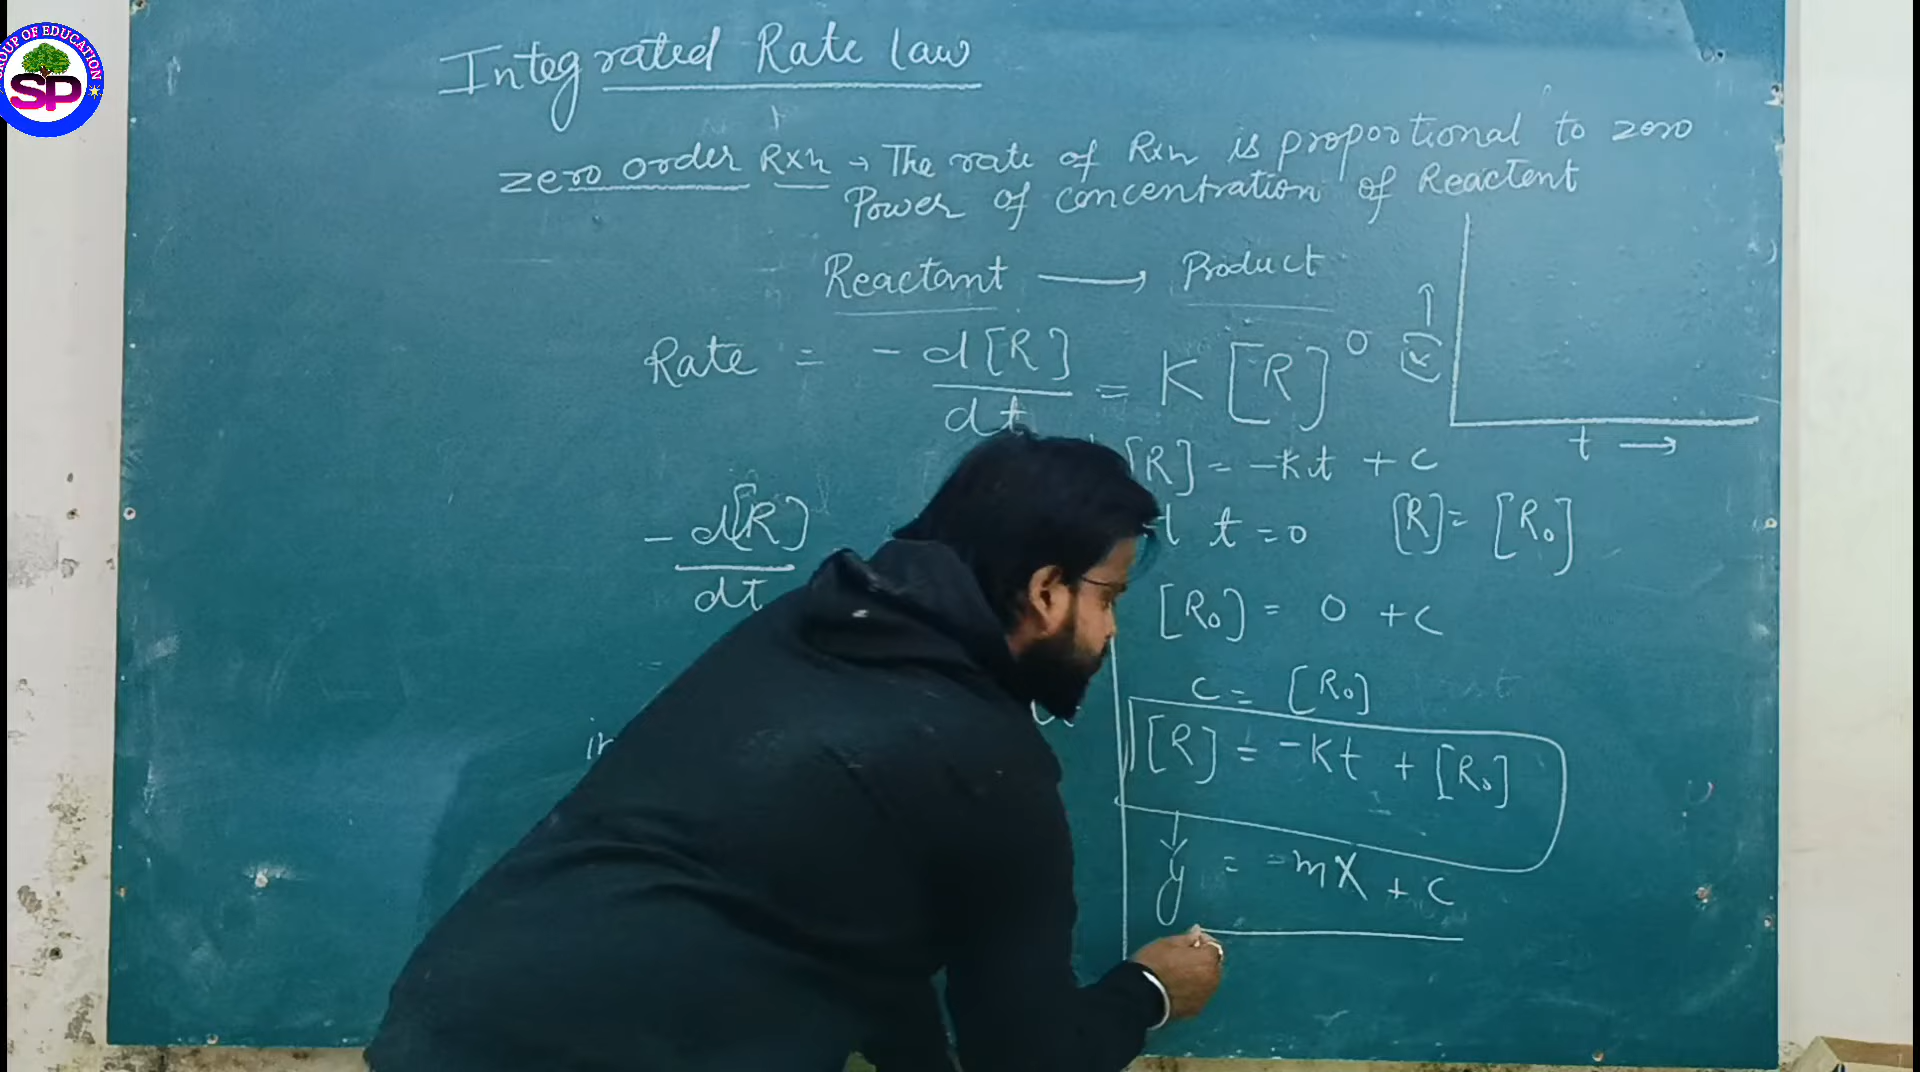 GROUP OF EDUCATION
SP
Integrated Rate law
zero order Rxn → The rate of Rxn is proportional to zero
Power of concentration of Reactent
Reactant ⟶ Product
Rate = - d[R]/dt = K [R]⁰
t →
[R] = -Kt + c
- d[R]/dt
t = 0 [R] = [R₀]
[R₀] = 0 + c
c = [R₀]
[R] = -Kt + [R₀]
y = -mX + c